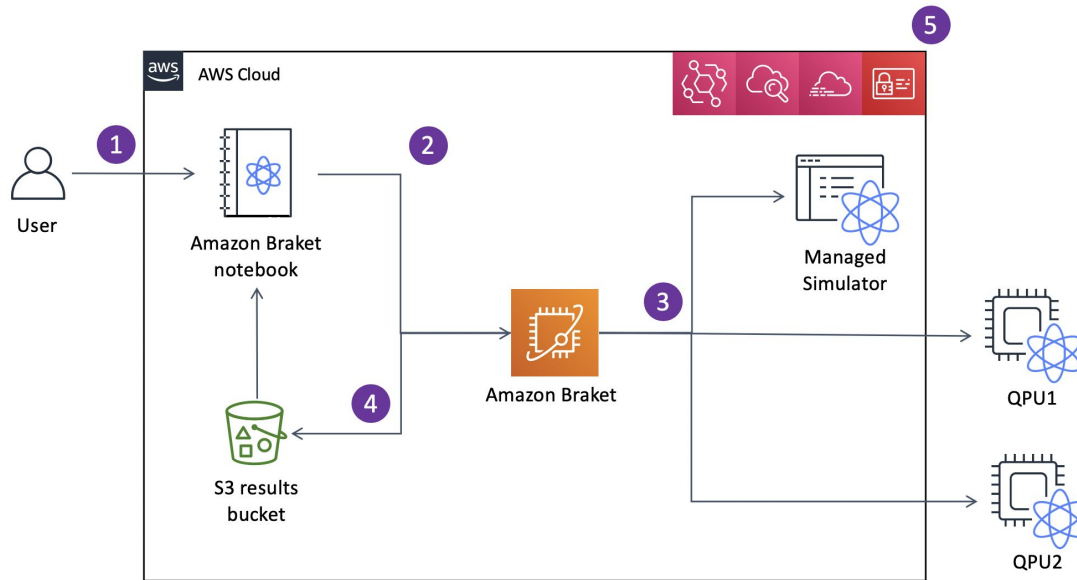 5
aws
AWS Cloud
1
2
User
Amazon Braket
notebook
Managed
Simulator
3
Amazon Braket
QPU1
4
S3 results
bucket
QPU2